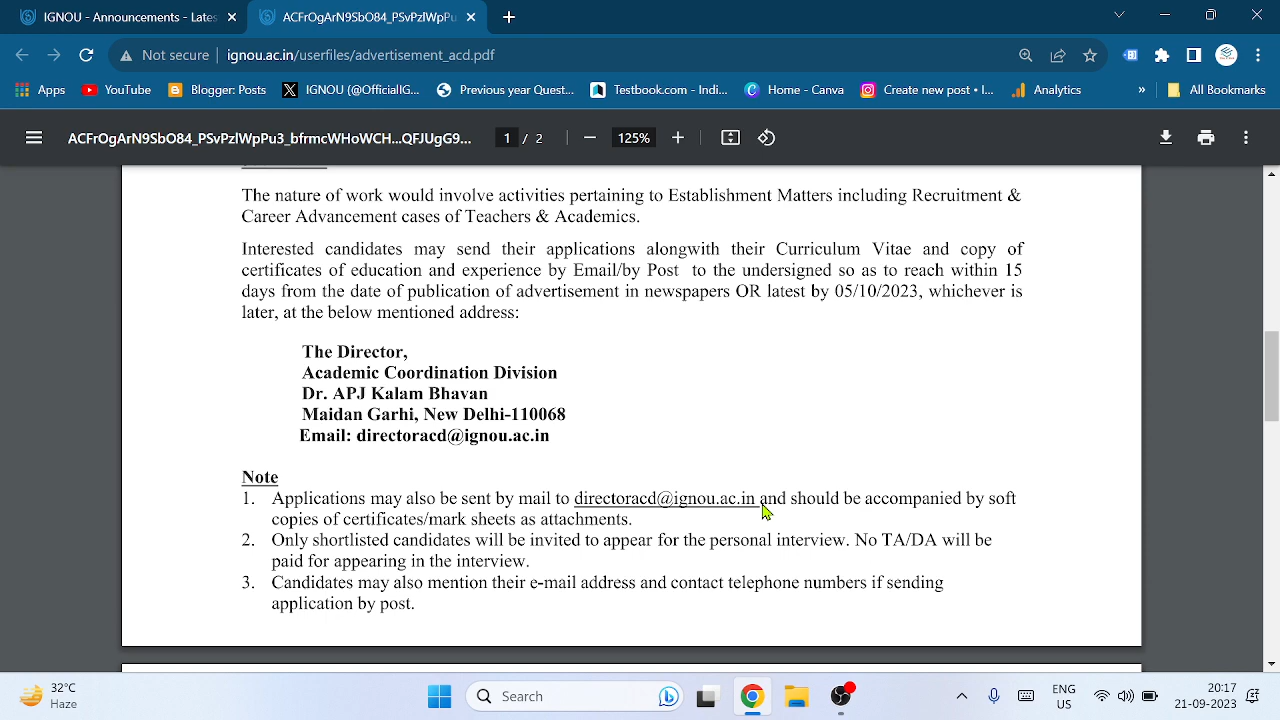 IGNOU - Announcements - Lates
ACFrOgArN9SbO84_PSvPzlWpPu
Not secure
ignou.ac.in/userfiles/advertisement_acd.pdf
Apps
YouTube
Blogger: Posts
IGNOU (@OfficialIG...
Previous year Quest...
Testbook.com - Indi...
Home - Canva
Create new post • I...
Analytics
»
All Bookmarks
ACFrOgArN9SbO84_PSvPzlWpPu3_bfrmcWHoWCH...QFJUgG9...
1 / 2
125%
The nature of work would involve activities pertaining to Establishment Matters including Recruitment &
Career Advancement cases of Teachers & Academics.
Interested candidates may send their applications alongwith their Curriculum Vitae and copy of
certificates of education and experience by Email/by Post to the undersigned so as to reach within 15
days from the date of publication of advertisement in newspapers OR latest by 05/10/2023, whichever is
later, at the below mentioned address:
The Director,
Academic Coordination Division
Dr. APJ Kalam Bhavan
Maidan Garhi, New Delhi-110068
Email: directoracd@ignou.ac.in
Note
1. Applications may also be sent by mail to directoracd@ignou.ac.in and should be accompanied by soft
copies of certificates/mark sheets as attachments.
2. Only shortlisted candidates will be invited to appear for the personal interview. No TA/DA will be
paid for appearing in the interview.
3. Candidates may also mention their e-mail address and contact telephone numbers if sending
application by post.
32°C
Haze
Search
ENG
US
20:17
21-09-2023